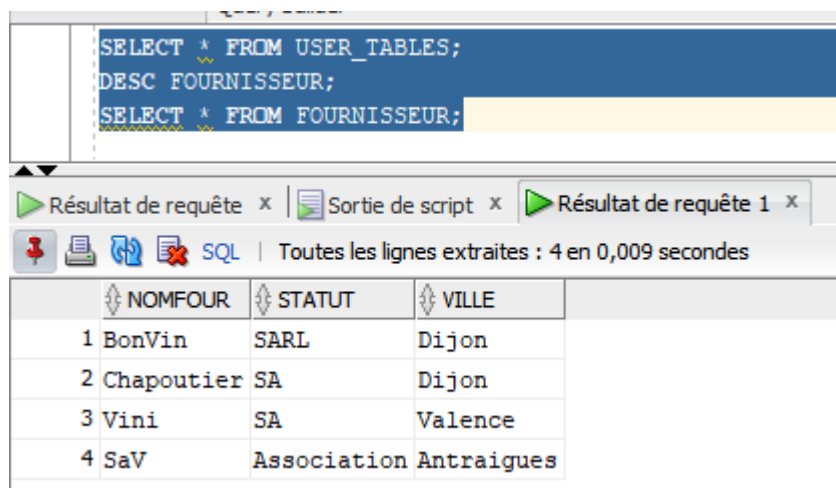 SELECT * FROM USER_TABLES;
DESC FOURNISSEUR;
SELECT * FROM FOURNISSEUR;
Résultat de requête x Sortie de script x Résultat de requête 1 x
SQL | Toutes les lignes extraites : 4 en 0,009 secondes
NOMFOUR STATUT VILLE
1 BonVin SARL Dijon
2 Chapoutier SA Dijon
3 Vini SA Valence
4 SaV Association Antraigues